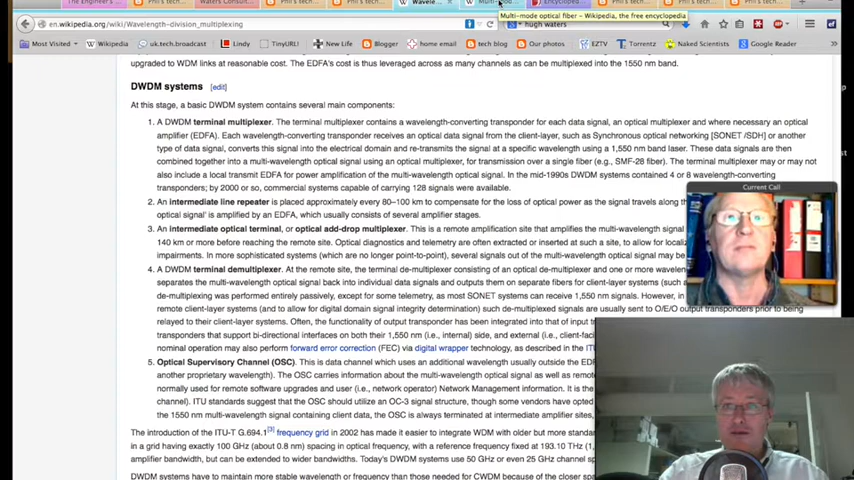 The Engineer's
Phil's tech
Waters Consult...
Phil's tech
Phil's tech
Wavele...
Phil's tech
Phil's tech
en.wikipedia.org/wiki/Wavelength-division_multiplexing
hugh waters
Multi-mode optical fiber – Wikipedia, the free encyclopedia
Most Visited
uk.tech.broadcast
Wendy
Blogger
home email
tech blog
root6
EZTV
Torrentz
Naked Scientists
Google Reader
upgrade to WDM links at reasonable cost. The EDFA's cost is thus leveraged across as many channels as can be multiplexed into the 1550 nm band.
DWDM systems [edit]
At this stage, a basic DWDM system contains several main components:
1. A DWDM terminal multiplexer. The terminal multiplexer contains a wavelength-converting transponder for each data signal, an optical multiplexer and where necessary an optical
amplifier (EDFA). Each wavelength-converting transponder receives an optical data signal from the client-layer, such as Synchronous optical networking [SONET /SDH] or another
type of data signal, converts this signal into the electrical domain and re-transmits the signal at a specific wavelength using a 1,550 nm band laser. These data signals are then
combined together into a multi-wavelength optical signal using an optical multiplexer, for transmission over a single fiber (e.g., SMF-28 fiber). The terminal multiplexer may or may not
also include a local transmit EDFA for power amplification of the multi-wavelength optical signal. In the mid-1990s DWDM systems contained 4 or 8 wavelength-converting
transponders; by 2000 or so, commercial systems capable of carrying 128 signals were available.
2. An intermediate line repeater is placed approximately every 80–100 km to compensate for the loss of optical power as the signal travels along th
optical signal' is amplified by an EDFA, which usually consists of several amplifier stages.
3. An intermediate optical terminal, or optical add-drop multiplexer. This is a remote amplification site that amplifies the multi-wavelength signal
140 km or more before reaching the remote site. Optical diagnostics and telemetry are often extracted or inserted at such a site, to allow for localiz
impairments. In more sophisticated systems (which are no longer point-to-point), several signals out of the multi-wavelength optical signal may be
4. A DWDM terminal demultiplexer. At the remote site, the terminal de-multiplexer consisting of an optical de-multiplexer and one or more wavele
separates the multi-wavelength optical signal back into individual data signals and outputs them on separate fibers for client-layer systems (such a
de-multiplexing was performed entirely passively, except for some telemetry, as most SONET systems can receive 1,550 nm signals. However, in
remote client-layer systems (and to allow for digital domain signal integrity determination) such de-multiplexed signals are usually sent to O/E/O output transponders prior to being
relayed to their client-layer systems. Often, the functionality of output transponder has been integrated into that of input tra
transponders that support bi-directional interfaces on both their 1,550 nm (i.e., internal) side, and external (i.e., client-facin
nominal operation may also perform forward error correction (FEC) via digital wrapper technology, as described in the ITU
5. Optical Supervisory Channel (OSC). This is data channel which uses an additional wavelength usually outside the EDF
another proprietary wavelength). The OSC carries information about the multi-wavelength optical signal as well as remote
normally used for remote software upgrades and user (i.e., network operator) Network Management information. It is the
channel). ITU standards suggest that the OSC should utilize an OC-3 signal structure, though some vendors have opted
the 1550 nm multi-wavelength signal containing client data, the OSC is always terminated at intermediate amplifier sites,
The introduction of the ITU-T G.694.1[3] frequency grid in 2002 has made it easier to integrate WDM with older but more standa
in a grid having exactly 100 GHz (about 0.8 nm) spacing in optical frequency, with a reference frequency fixed at 193.10 THz (1,
amplifier bandwidth, but can be extended to wider bandwidths. Today's DWDM systems use 50 GHz or even 25 GHz channel sp
DWDM systems have to maintain more stable wavelength or frequency than those needed for CWDM because of the closer spa
Current Call